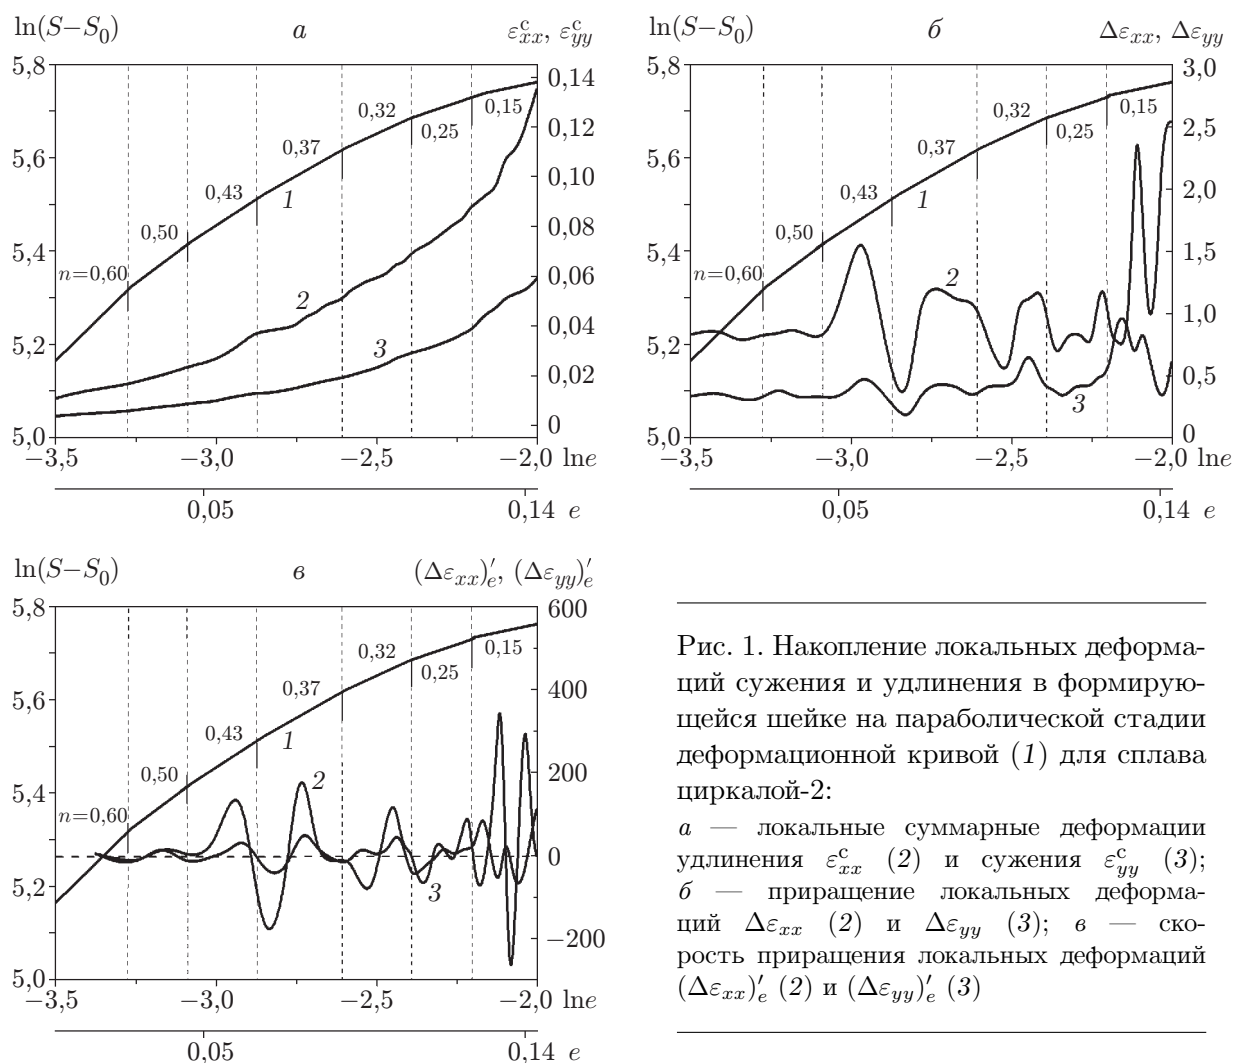 ln(S−S₀) а εᶜₓₓ, εᶜ_yy
5,8
5,6
5,4
5,2
5,0
0,14
0,12
0,10
0,08
0,06
0,04
0,02
0
n=0,60
0,50
0,43
0,37
0,32
0,25
0,15
1
2
3
−3,5 −3,0 −2,5 −2,0 lne
0,05 0,14 e
ln(S−S₀) б Δεₓₓ, Δε_yy
5,8
5,6
5,4
5,2
5,0
3,0
2,5
2,0
1,5
1,0
0,5
0
n=0,60
0,50
0,43
0,37
0,32
0,25
0,15
1
2
3
−3,5 −3,0 −2,5 −2,0 lne
0,05 0,14 e
ln(S−S₀) в (Δεₓₓ)′ₑ, (Δε_yy)′ₑ
5,8
5,6
5,4
5,2
5,0
600
400
200
0
−200
n=0,60
0,50
0,43
0,37
0,32
0,25
0,15
1
2
3
−3,5 −3,0 −2,5 −2,0 lne
0,05 0,14 e
Рис. 1. Накопление локальных деформа-
ций сужения и удлинения в формирую-
щейся шейке на параболической стадии
деформационной кривой (1) для сплава
циркалой-2:
а — локальные суммарные деформации
удлинения εᶜₓₓ (2) и сужения εᶜ_yy (3);
б — приращение локальных деформа-
ций Δεₓₓ (2) и Δε_yy (3); в — ско-
рость приращения локальных деформаций
(Δεₓₓ)′ₑ (2) и (Δε_yy)′ₑ (3)